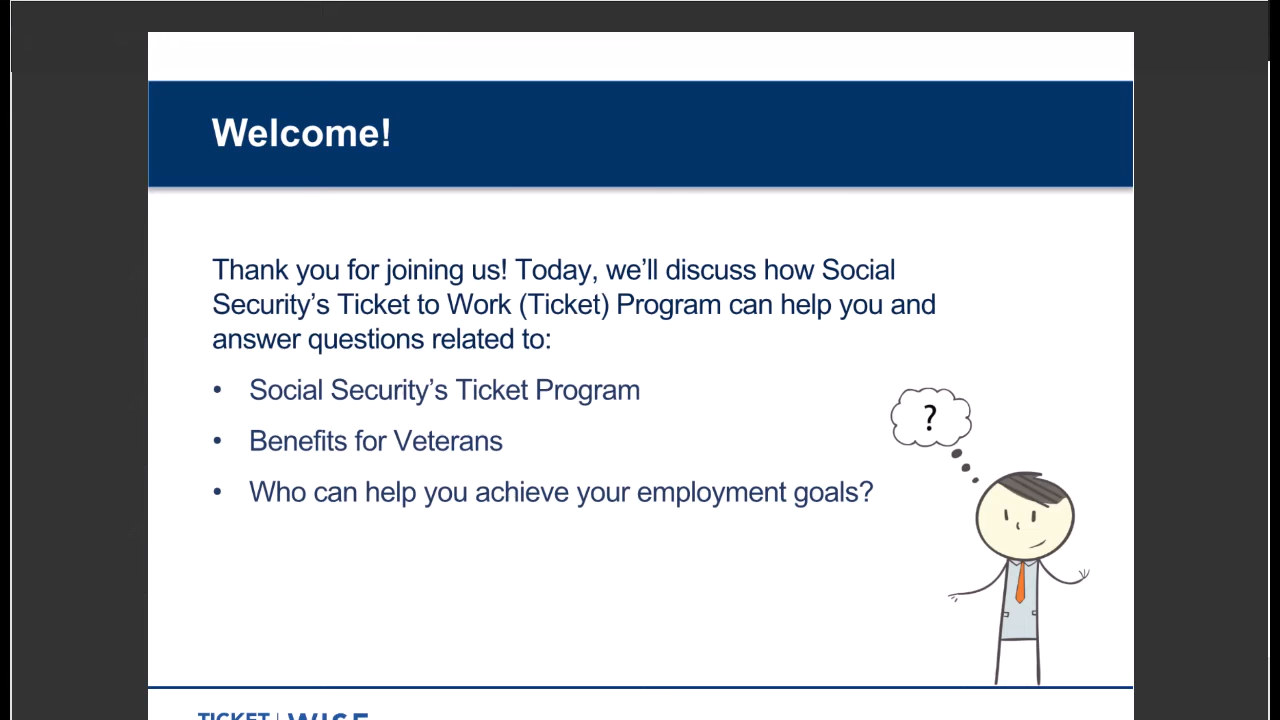 Welcome!
Thank you for joining us! Today, we’ll discuss how Social
Security’s Ticket to Work (Ticket) Program can help you and
answer questions related to:
• Social Security’s Ticket Program
• Benefits for Veterans
• Who can help you achieve your employment goals?
?
TICKET | WISE